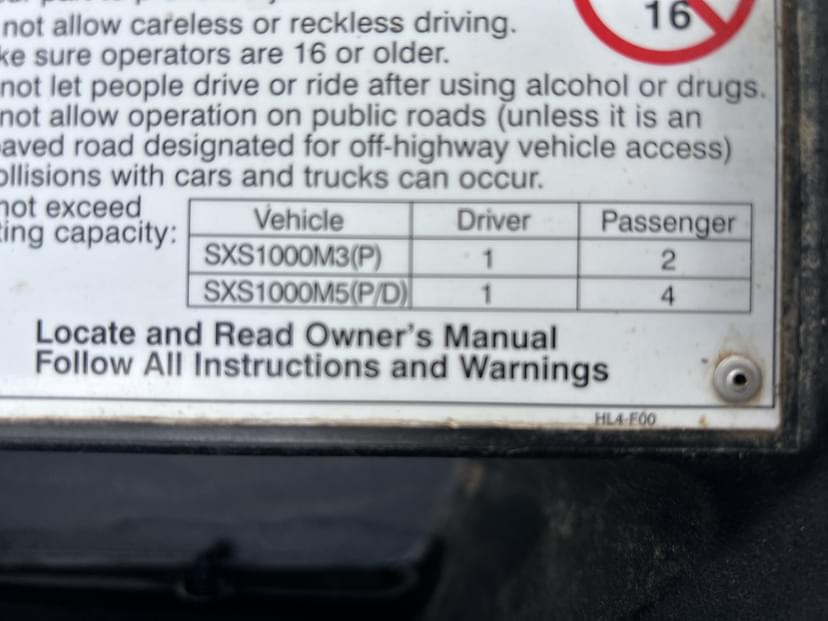 not allow careless or reckless driving.
16
ke sure operators are 16 or older.
not let people drive or ride after using alcohol or drugs.
not allow operation on public roads (unless it is an
aved road designated for off-highway vehicle access)
ollisions with cars and trucks can occur.
not exceed
ting capacity:
Vehicle Driver Passenger
SXS1000M3(P) 1 2
SXS1000M5(P/D) 1 4
Locate and Read Owner's Manual
Follow All Instructions and Warnings
HL4-F00